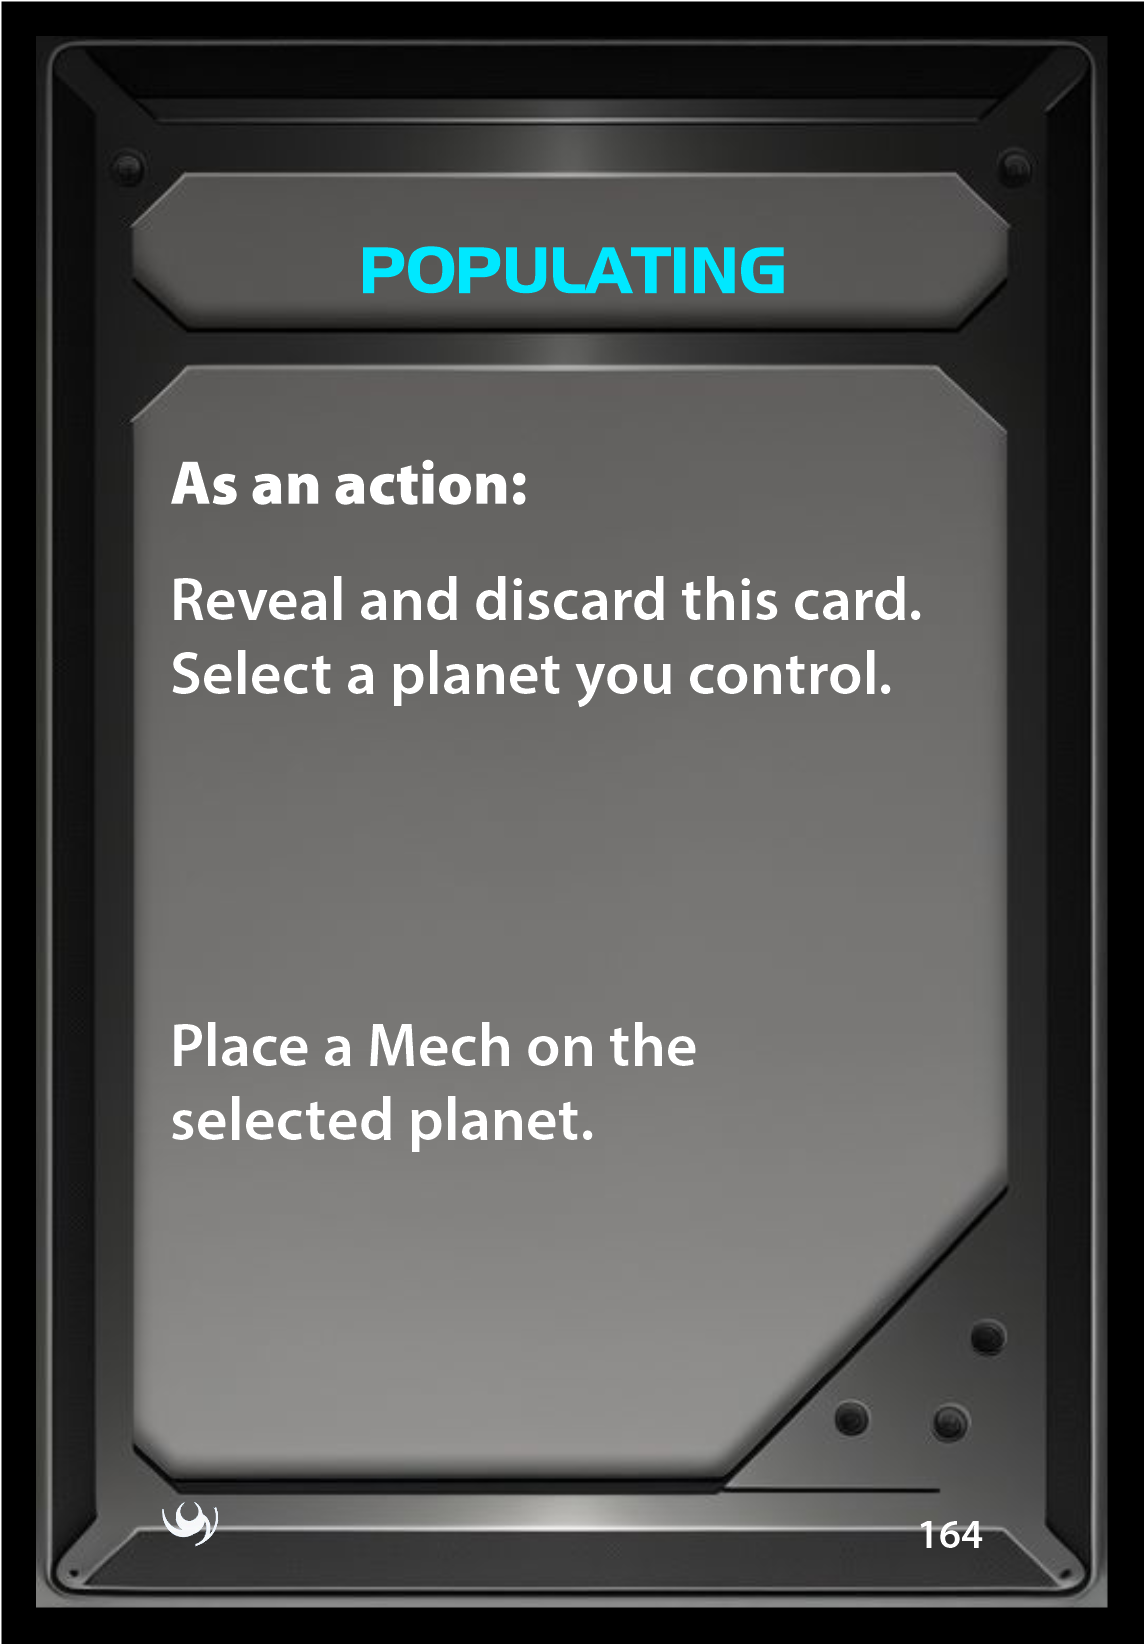 POPULATING
As an action:
Reveal and discard this card.
Select a planet you control.
Place a Mech on the
selected planet.
164